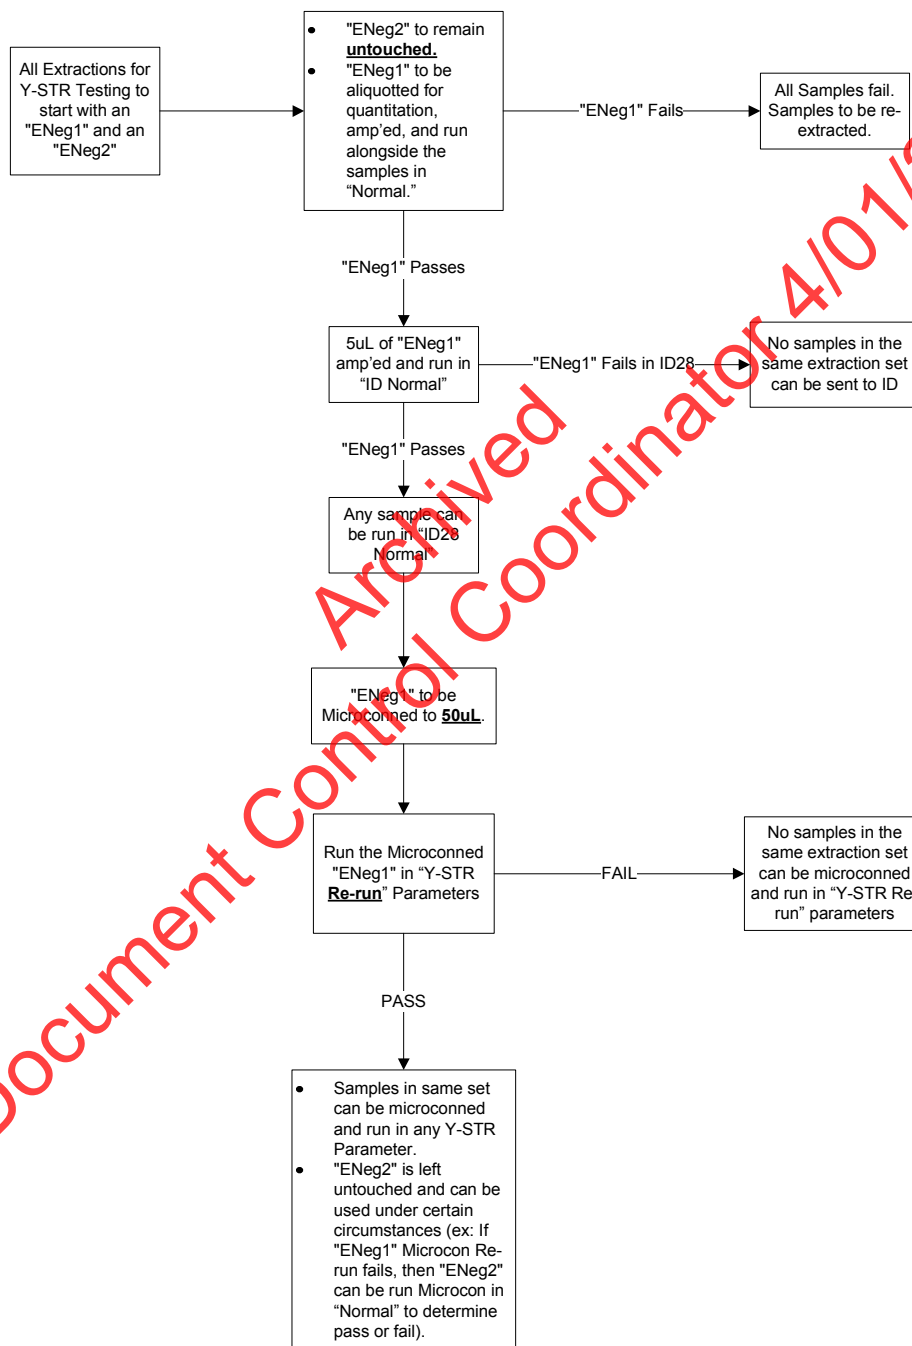 All Extractions for
Y-STR Testing to
start with an
"ENeg1" and an
"ENeg2"
• "ENeg2" to remain
untouched.
• "ENeg1" to be
aliquotted for
quantitation,
amp'ed, and run
alongside the
samples in
“Normal.”
"ENeg1" Fails
All Samples fail.
Samples to be re-
extracted.
"ENeg1" Passes
5uL of "ENeg1"
amp'ed and run in
“ID Normal”
"ENeg1" Fails in ID28
No samples in the
same extraction set
can be sent to ID
"ENeg1" Passes
Any sample can
be run in “ID28
Normal”
"ENeg1" to be
Microconned to 50uL.
Run the Microconned
"ENeg1" in “Y-STR
Re-run” Parameters
FAIL
No samples in the
same extraction set
can be microconned
and run in “Y-STR Re-
run” parameters
PASS
• Samples in same set
can be microconned
and run in any Y-STR
Parameter.
• "ENeg2" is left
untouched and can be
used under certain
circumstances (ex: If
"ENeg1" Microcon Re-
run fails, then "ENeg2"
can be run Microcon in
“Normal” to determine
pass or fail).
Archived
Document Control Coordinator 4/01/